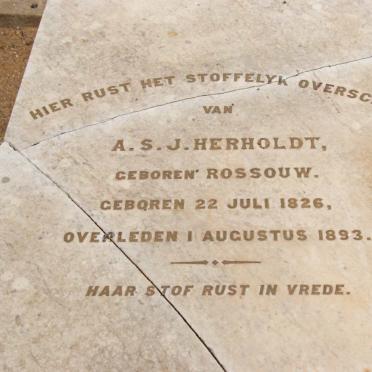 HIER RUST HET STOFFELYK OVERSC
VAN
A. S. J. HERHOLDT,
GEBOREN ROSSOUW.
GEBOREN 22 JULI 1826,
OVERLEDEN 1 AUGUSTUS 1893.
HAAR STOF RUST IN VREDE.